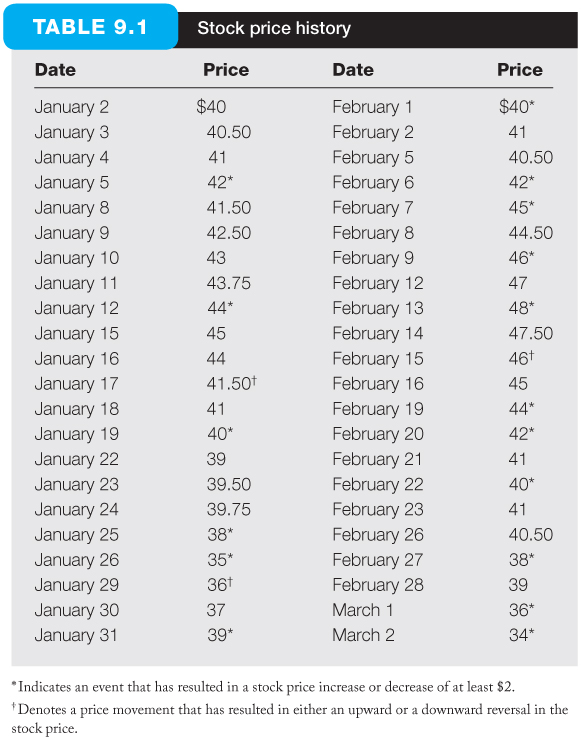 TABLE 9.1 Stock price history
Date Price Date Price
January 2 $40 February 1 $40*
January 3 40.50 February 2 41
January 4 41 February 5 40.50
January 5 42* February 6 42*
January 8 41.50 February 7 45*
January 9 42.50 February 8 44.50
January 10 43 February 9 46*
January 11 43.75 February 12 47
January 12 44* February 13 48*
January 15 45 February 14 47.50
January 16 44 February 15 46†
January 17 41.50† February 16 45
January 18 41 February 19 44*
January 19 40* February 20 42*
January 22 39 February 21 41
January 23 39.50 February 22 40*
January 24 39.75 February 23 41
January 25 38* February 26 40.50
January 26 35* February 27 38*
January 29 36† February 28 39
January 30 37 March 1 36*
January 31 39* March 2 34*
*Indicates an event that has resulted in a stock price increase or decrease of at least $2.
†Denotes a price movement that has resulted in either an upward or a downward reversal in the
stock price.